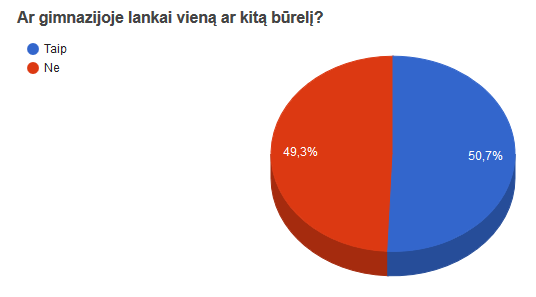 Ar gimnazijoje lankai vieną ar kitą būrelį?
Taip
Ne
49,3%
50,7%